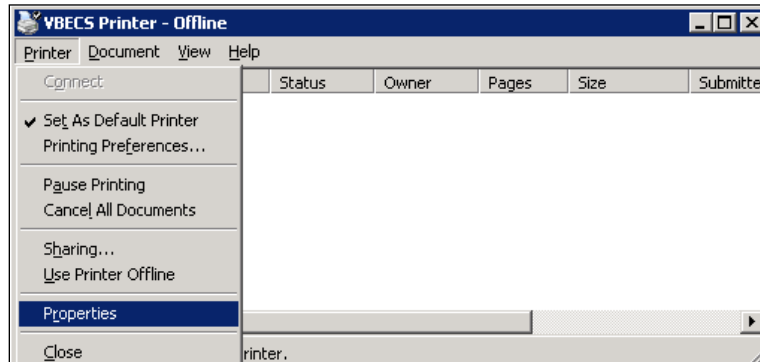 VBECS Printer - Offline
Printer Document View Help
Connect
Status Owner Pages Size Submitte
Set As Default Printer
Printing Preferences...
Pause Printing
Cancel All Documents
Sharing...
Use Printer Offline
Properties
Close
rinter.